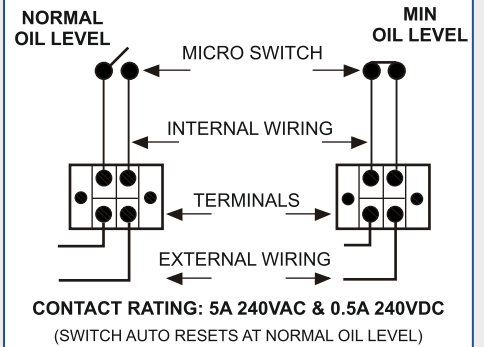 NORMAL
OIL LEVEL
MIN
OIL LEVEL
MICRO SWITCH
INTERNAL WIRING
TERMINALS
EXTERNAL WIRING
CONTACT RATING: 5A 240VAC & 0.5A 240VDC
(SWITCH AUTO RESETS AT NORMAL OIL LEVEL)